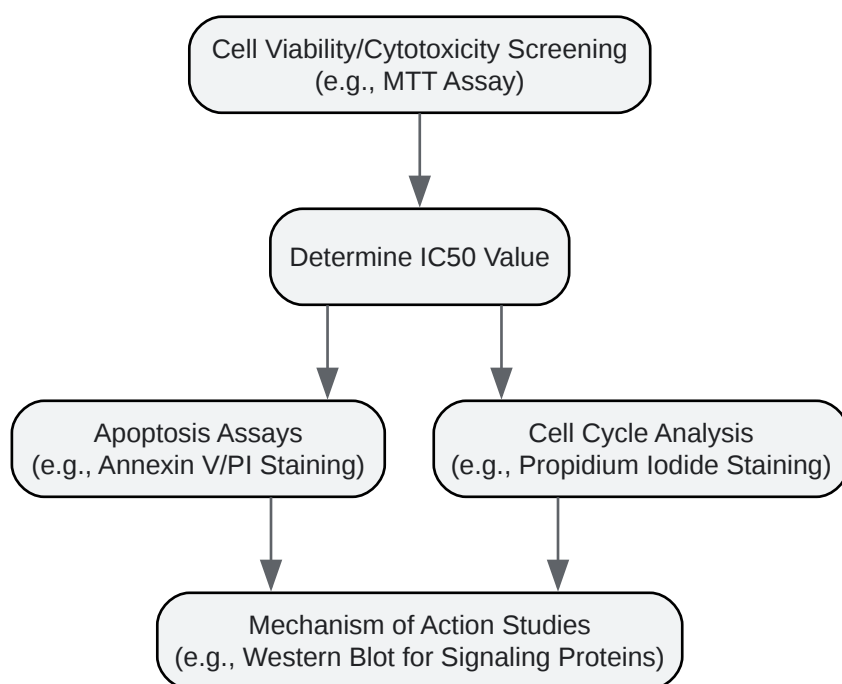 Cell Viability/Cytotoxicity Screening
(e.g., MTT Assay)
Determine IC50 Value
Apoptosis Assays
(e.g., Annexin V/PI Staining)
Cell Cycle Analysis
(e.g., Propidium Iodide Staining)
Mechanism of Action Studies
(e.g., Western Blot for Signaling Proteins)